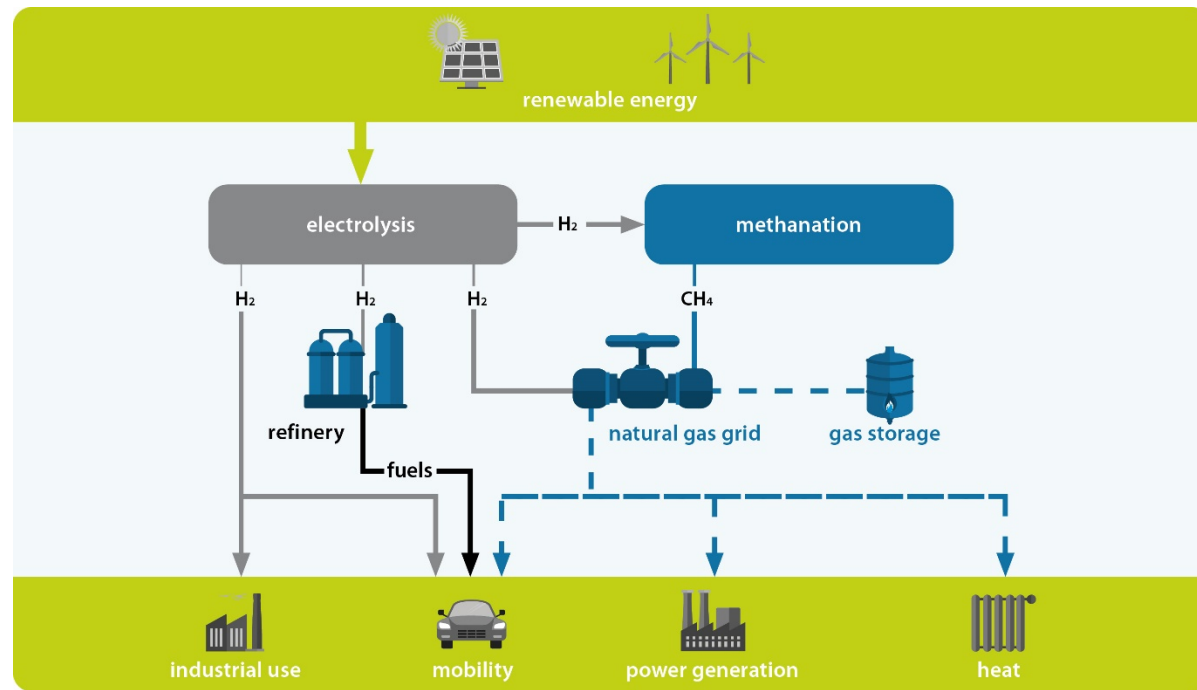 renewable energy
electrolysis
H₂
methanation
H₂
H₂
H₂
CH₄
refinery
natural gas grid
gas storage
fuels
industrial use
mobility
power generation
heat